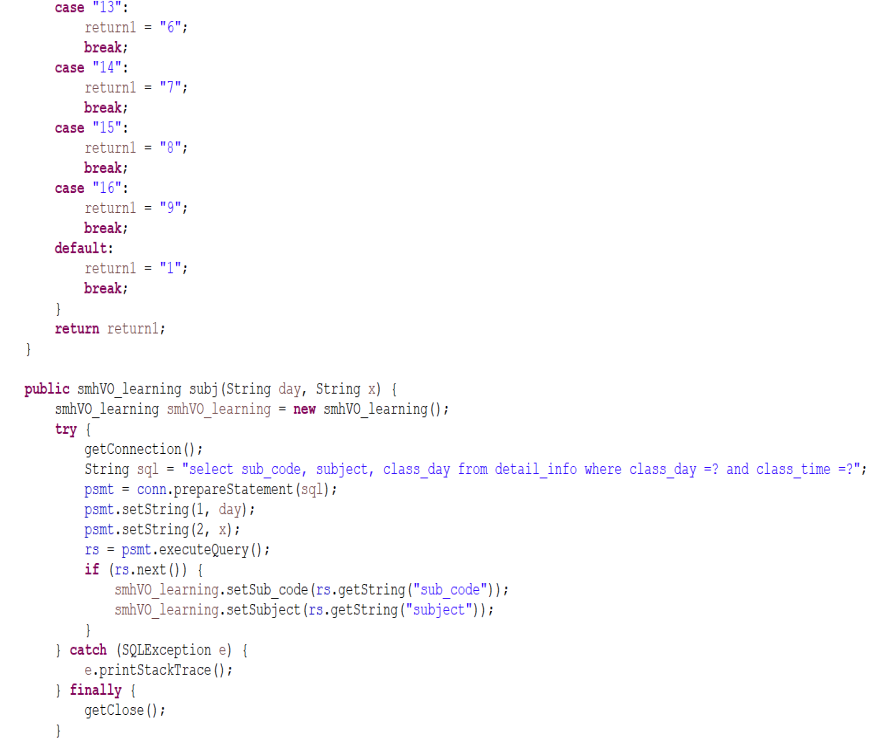 case "13":
return1 = "6";
break;
case "14":
return1 = "7";
break;
case "15":
return1 = "8";
break;
case "16":
return1 = "9";
break;
default:
return1 = "1";
break;
}
return return1;
}
public smhVO_learning subj(String day, String x) {
smhVO_learning smhVO_learning = new smhVO_learning();
try {
getConnection();
String sql = "select sub_code, subject, class_day from detail_info where class_day =? and class_time =?";
psmt = conn.prepareStatement(sql);
psmt.setString(1, day);
psmt.setString(2, x);
rs = psmt.executeQuery();
if (rs.next()) {
smhVO_learning.setSub_code(rs.getString("sub_code"));
smhVO_learning.setSubject(rs.getString("subject"));
}
} catch (SQLException e) {
e.printStackTrace();
} finally {
getClose();
}